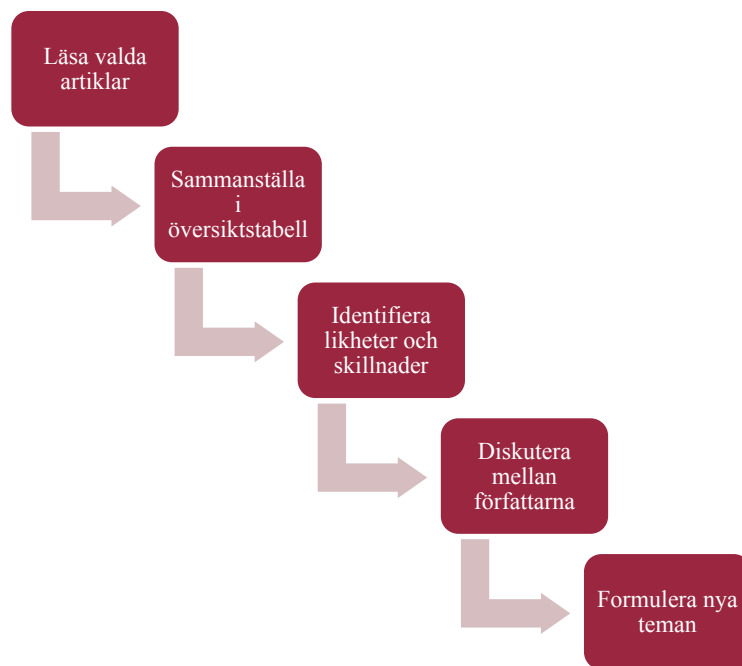 Läsa valda
artiklar
Sammanställa
i
översiktstabell
Identifiera
likheter och
skillnader
Diskutera
mellan
författarna
Formulera nya
teman